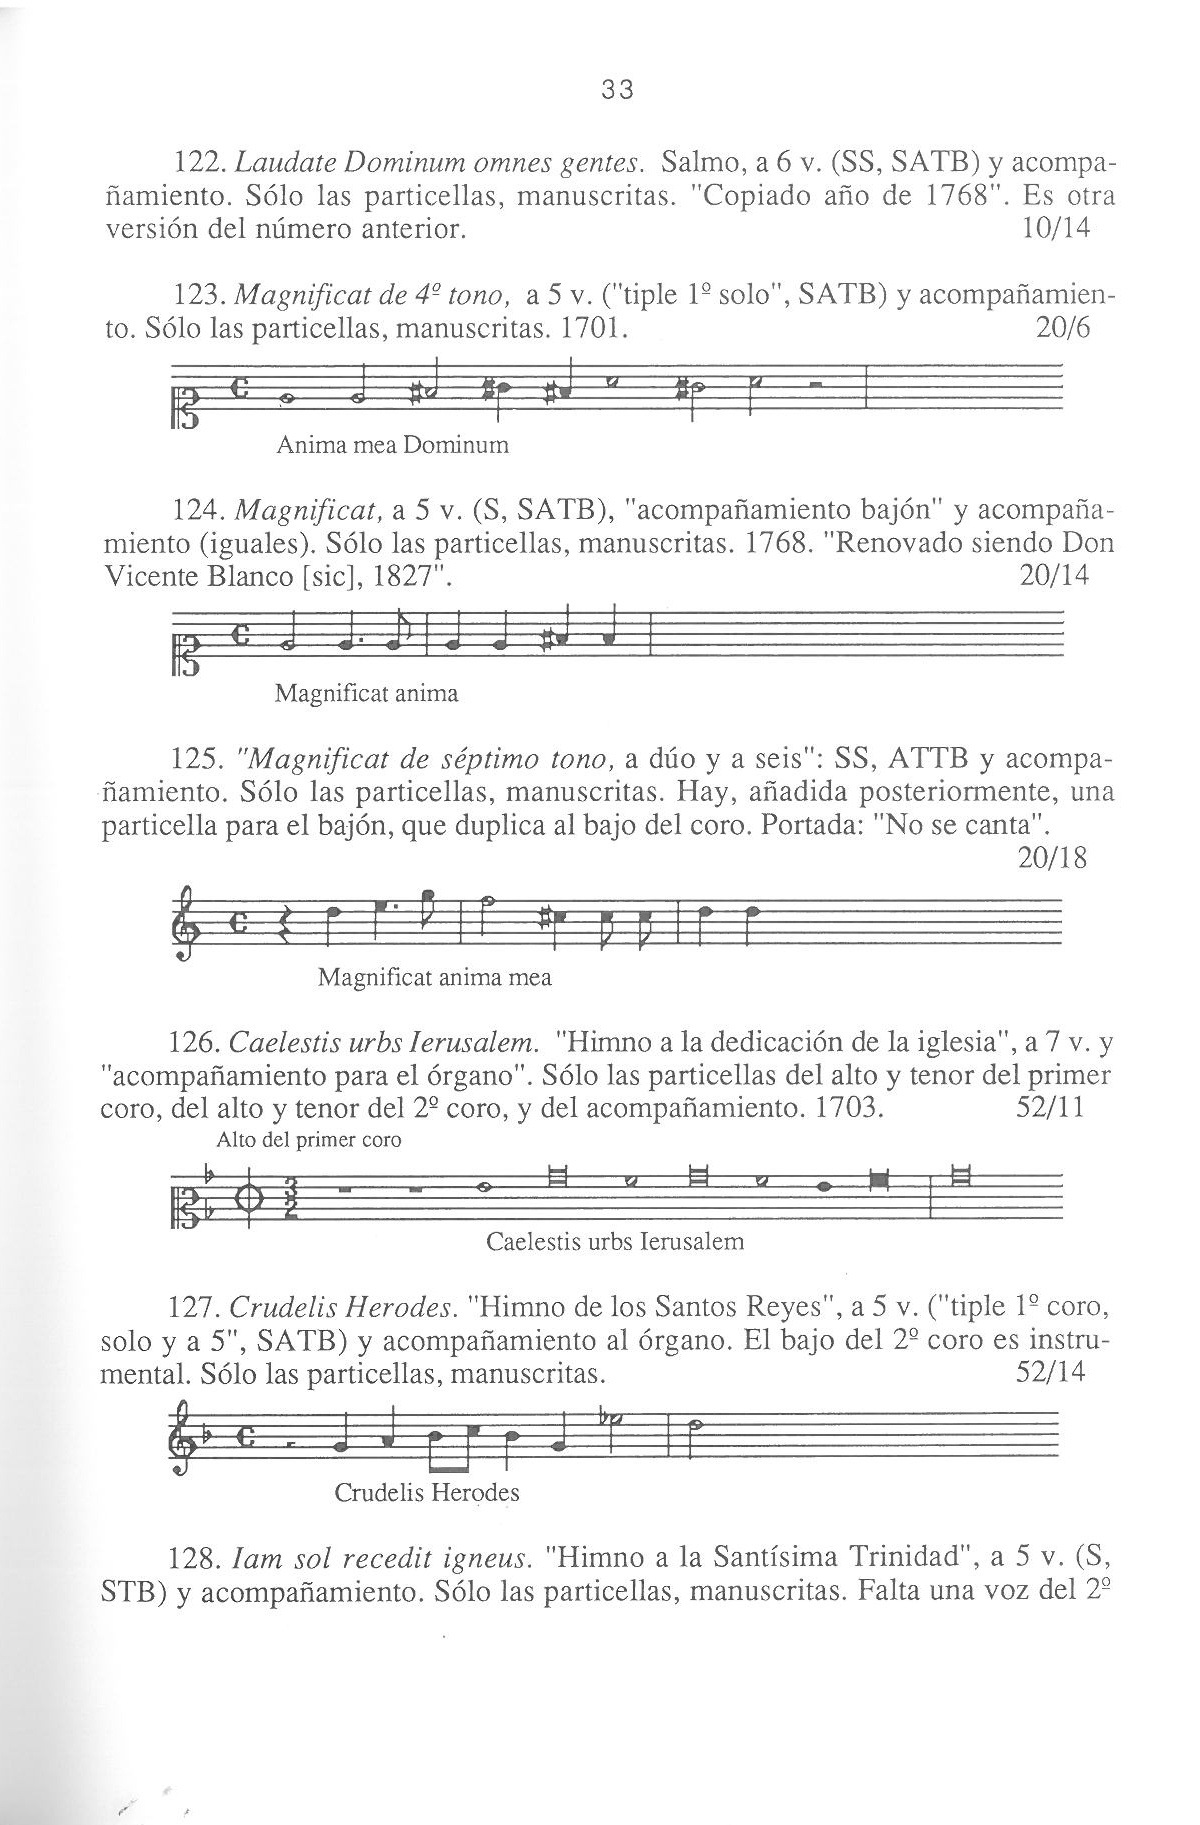 33
122. Laudate Dominum omnes gentes. Salmo, a 6 v. (SS, SATB) y acompa-
ñamiento. Sólo las particellas, manuscritas. "Copiado año de 1768". Es otra
versión del número anterior. 10/14
123. Magnificat de 4º tono, a 5 v. ("tiple 1º solo", SATB) y acompañamien-
to. Sólo las particellas, manuscritas. 1701. 20/6
Anima mea Dominum
124. Magnificat, a 5 v. (S, SATB), "acompañamiento bajón" y acompaña-
miento (iguales). Sólo las particellas, manuscritas. 1768. "Renovado siendo Don
Vicente Blanco [sic], 1827". 20/14
Magnificat anima
125. "Magnificat de séptimo tono, a dúo y a seis": SS, ATTB y acompa-
ñamiento. Sólo las particellas, manuscritas. Hay, añadida posteriormente, una
particella para el bajón, que duplica al bajo del coro. Portada: "No se canta".
20/18
Magnificat anima mea
126. Caelestis urbs Ierusalem. "Himno a la dedicación de la iglesia", a 7 v. y
"acompañamiento para el órgano". Sólo las particellas del alto y tenor del primer
coro, del alto y tenor del 2º coro, y del acompañamiento. 1703. 52/11
Alto del primer coro
Caelestis urbs Ierusalem
127. Crudelis Herodes. "Himno de los Santos Reyes", a 5 v. ("tiple 1º coro,
solo y a 5", SATB) y acompañamiento al órgano. El bajo del 2º coro es instru-
mental. Sólo las particellas, manuscritas. 52/14
Crudelis Herodes
128. Iam sol recedit igneus. "Himno a la Santísima Trinidad", a 5 v. (S,
STB) y acompañamiento. Sólo las particellas, manuscritas. Falta una voz del 2º